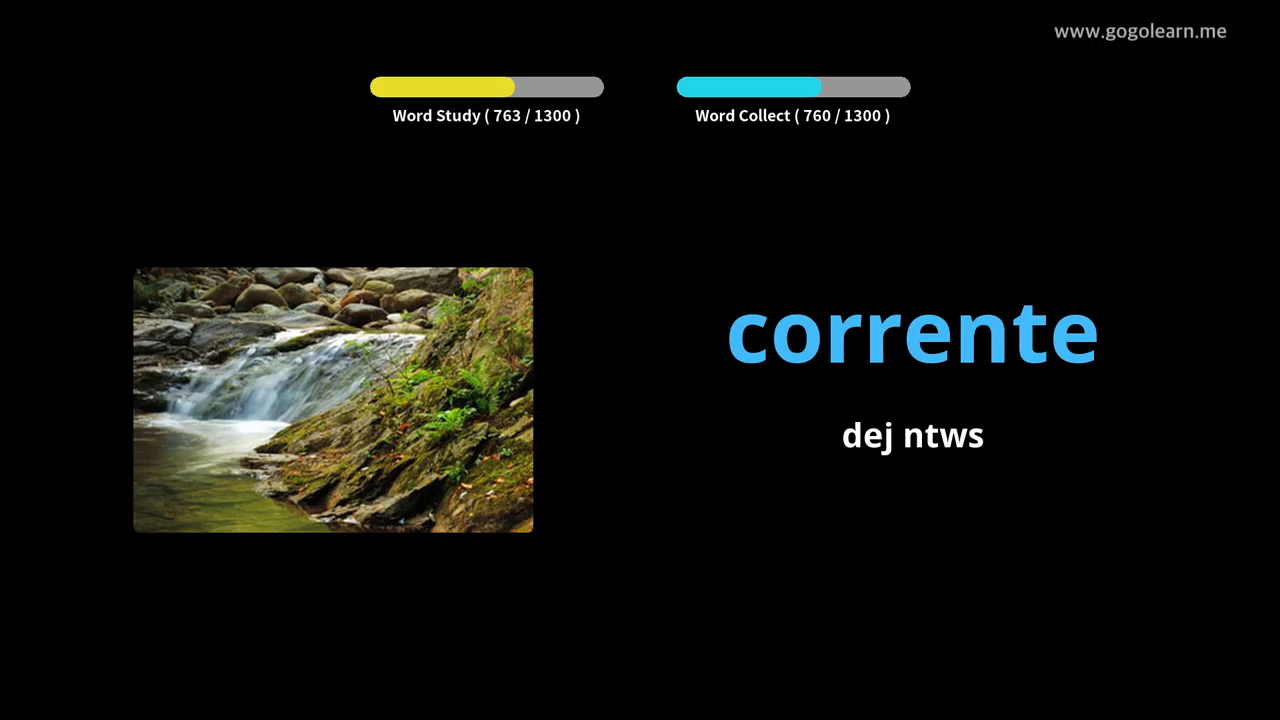 www.gogolearn.me
Word Study ( 763 / 1300 )
Word Collect ( 760 / 1300 )
corrente
dej ntws